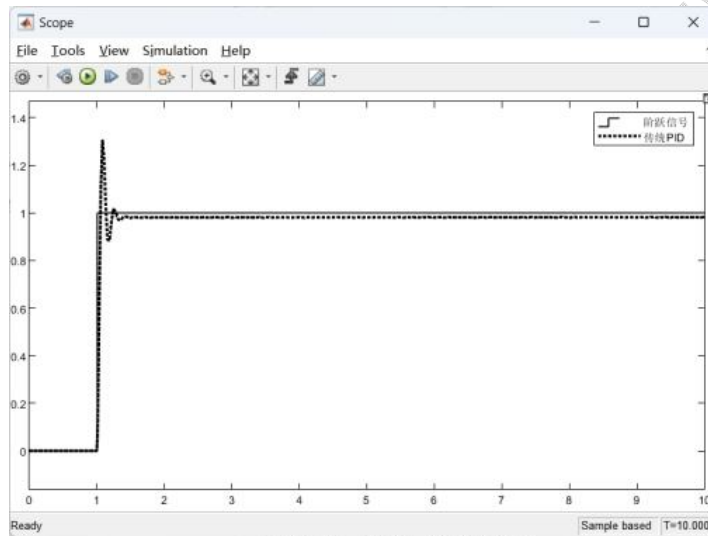 Scope
File Tools View Simulation Help
阶跃信号
传统PID
1.4
1.2
1
0.8
0.6
0.4
0.2
0
0 1 2 3 4 5 6 7 8 9 10
Ready Sample based T=10.000